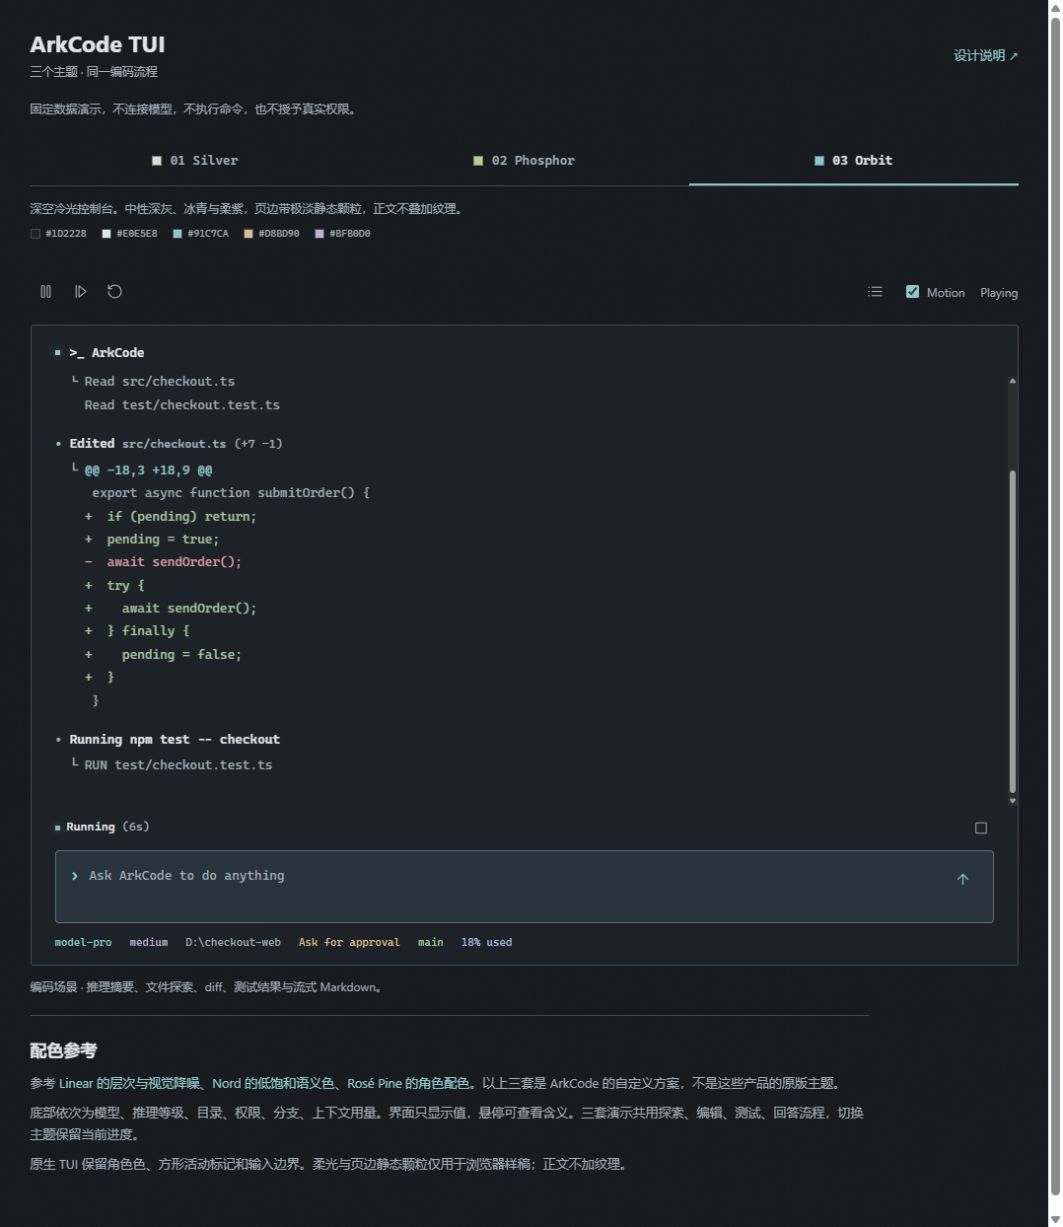 ArkCode TUI
三个主题 · 同一编码流程
设计说明 ↗
固定数据演示，不连接模型，不执行命令，也不授予真实权限。
01 Silver
02 Phosphor
03 Orbit
深空冷光控制台。中性深灰、冰青与柔紫，页边带极淡静态颗粒，正文不叠加纹理。
#1D2228 #E0E5E8 #91C7CA #D8BD90 #BFB0D0
Motion Playing
>_ ArkCode
└ Read src/checkout.ts
Read test/checkout.test.ts
• Edited src/checkout.ts (+7 -1)
└ @@ -18,3 +18,9 @@
export async function submitOrder() {
+ if (pending) return;
+ pending = true;
- await sendOrder();
+ try {
+   await sendOrder();
+ } finally {
+   pending = false;
+ }
}
• Running npm test -- checkout
└ RUN test/checkout.test.ts
Running (6s)
› Ask ArkCode to do anything
model-pro medium D:\checkout-web Ask for approval main 18% used
编码场景 · 推理摘要、文件探索、diff、测试结果与流式 Markdown。
配色参考
参考 Linear 的层次与视觉降噪、Nord 的低饱和语义色、Rosé Pine 的角色配色。以上三套是 ArkCode 的自定义方案，不是这些产品的原版主题。
底部依次为模型、推理等级、目录、权限、分支、上下文用量。界面只显示值，悬停可查看含义。三套演示共用探索、编辑、测试、回答流程，切换
主题保留当前进度。
原生 TUI 保留角色色、方形活动标记和输入边界。柔光与页边静态颗粒仅用于浏览器样稿；正文不加纹理。